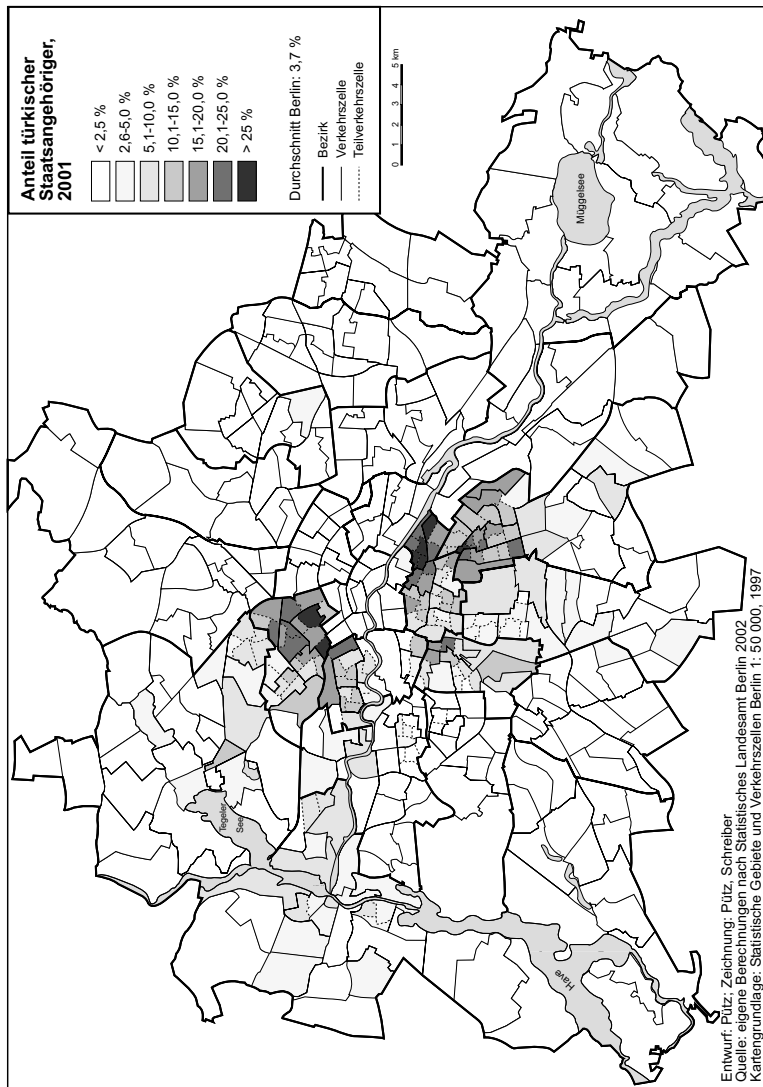 Anteil türkischer
Staatsangehöriger,
2001
< 2,5 %
2,6-5,0 %
5,1-10,0 %
10,1-15,0 %
15,1-20,0 %
20,1-25,0 %
> 25 %
Durchschnitt Berlin: 3,7 %
Bezirk
Verkehrszelle
Teilverkehrszelle
0 1 2 3 4 5 km
Müggelsee
Tegeler
See
Have
Entwurf: Pütz; Zeichnung: Pütz, Schreiber
Quelle: eigene Berechnungen nach Statistisches Landesamt Berlin 2002
Kartengrundlage: Statistische Gebiete und Verkehrszellen Berlin 1: 50 000, 1997